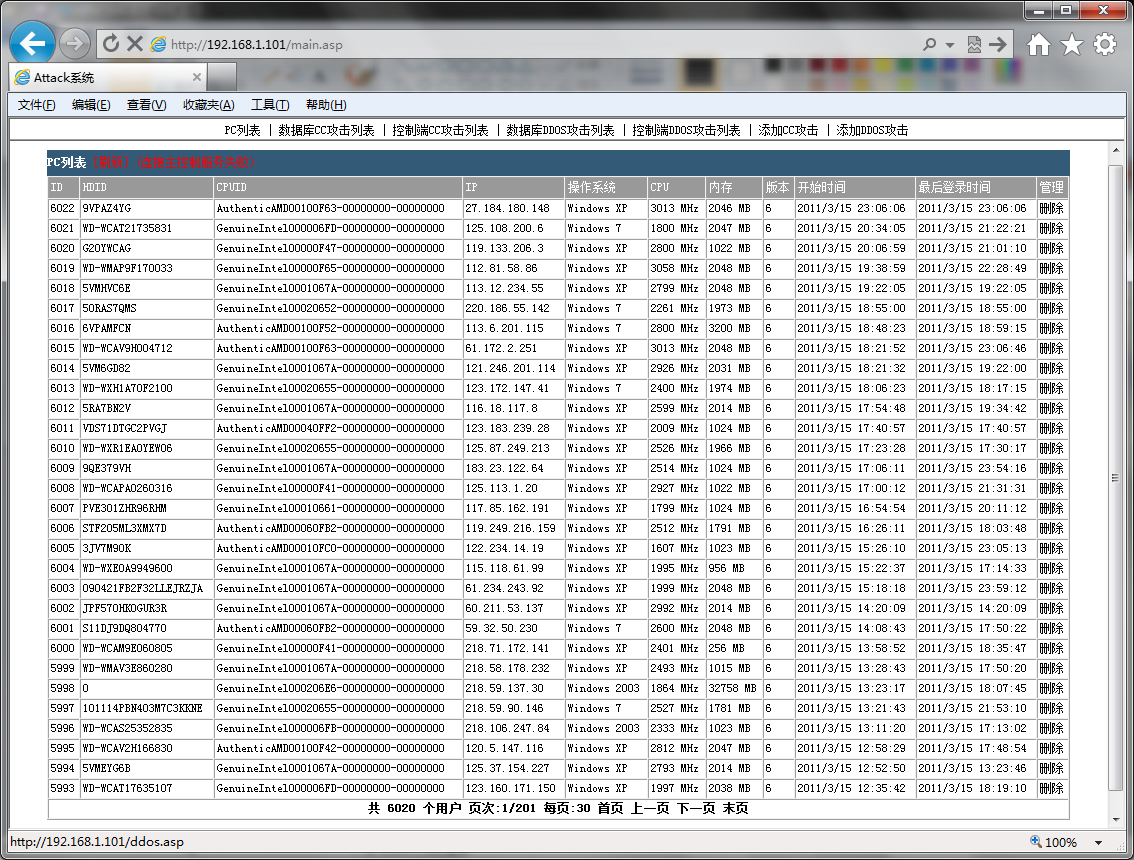 http://192.168.1.101/main.asp
Attack系统
文件(F) 编辑(E) 查看(V) 收藏夹(A) 工具(T) 帮助(H)
PC列表 | 数据库CC攻击列表 | 控制端CC攻击列表 | 数据库DDOS攻击列表 | 控制端DDOS攻击列表 | 添加CC攻击 | 添加DDOS攻击
PC列表
ID HDID CPUID IP 操作系统 CPU 内存 版本 开始时间 最后登录时间 管理
6022 9VPAZ4YG AuthenticAMD00100F63-00000000-00000000 27.184.180.148 Windows XP 3013 MHz 2046 MB 6 2011/3/15 23:06:06 2011/3/15 23:06:06 删除
6021 WD-WCAT21735831 GenuineIntel000006FD-00000000-00000000 125.108.200.6 Windows 7 1800 MHz 2047 MB 6 2011/3/15 20:34:05 2011/3/15 21:22:21 删除
6020 G20YWCAG GenuineIntel00000F47-00000000-00000000 119.133.206.3 Windows XP 2800 MHz 1022 MB 6 2011/3/15 20:06:59 2011/3/15 21:01:10 删除
6019 WD-WMAP9F170033 GenuineIntel00000F65-00000000-00000000 112.81.58.86 Windows XP 3058 MHz 2048 MB 6 2011/3/15 19:38:59 2011/3/15 22:28:49 删除
6018 5VMHVC6E GenuineIntel0001067A-00000000-00000000 113.12.234.55 Windows XP 2799 MHz 2048 MB 6 2011/3/15 19:22:05 2011/3/15 19:22:05 删除
6017 5ORAS7QMS GenuineIntel00020652-00000000-00000000 220.186.55.142 Windows 7 2261 MHz 1973 MB 6 2011/3/15 18:55:00 2011/3/15 18:55:00 删除
6016 6VPAMFCN AuthenticAMD00100F52-00000000-00000000 113.6.201.115 Windows 7 2800 MHz 3200 MB 6 2011/3/15 18:48:23 2011/3/15 18:59:15 删除
6015 WD-WCAV9H004712 AuthenticAMD00100F63-00000000-00000000 61.172.2.251 Windows XP 3013 MHz 2048 MB 6 2011/3/15 18:21:52 2011/3/15 23:06:46 删除
6014 5VM6GD82 GenuineIntel0001067A-00000000-00000000 121.246.201.114 Windows XP 2926 MHz 2031 MB 6 2011/3/15 18:21:32 2011/3/15 19:22:00 删除
6013 WD-WXH1A70F2100 GenuineIntel00020655-00000000-00000000 123.172.147.41 Windows 7 2400 MHz 1974 MB 6 2011/3/15 18:06:23 2011/3/15 18:17:15 删除
6012 5RA7BN2V GenuineIntel0001067A-00000000-00000000 116.18.117.8 Windows XP 2599 MHz 2014 MB 6 2011/3/15 17:54:48 2011/3/15 19:34:42 删除
6011 VDS71DTGC2PVGJ AuthenticAMD00040FF2-00000000-00000000 123.183.239.28 Windows XP 2009 MHz 1024 MB 6 2011/3/15 17:40:57 2011/3/15 17:40:57 删除
6010 WD-WXR1EA0YEW06 GenuineIntel00020655-00000000-00000000 125.87.249.213 Windows XP 2526 MHz 1966 MB 6 2011/3/15 17:23:28 2011/3/15 17:30:17 删除
6009 9QE379VH GenuineIntel0001067A-00000000-00000000 183.23.122.64 Windows XP 2514 MHz 1024 MB 6 2011/3/15 17:06:11 2011/3/15 23:54:16 删除
6008 WD-WCAPA0260316 GenuineIntel00000F41-00000000-00000000 125.113.1.20 Windows XP 2927 MHz 1022 MB 6 2011/3/15 17:00:12 2011/3/15 21:31:31 删除
6007 PVE301ZHR96RHM GenuineIntel00010661-00000000-00000000 117.85.162.191 Windows XP 1799 MHz 1024 MB 6 2011/3/15 16:54:54 2011/3/15 20:11:12 删除
6006 STF205ML3XMX7D AuthenticAMD00060FB2-00000000-00000000 119.249.216.159 Windows XP 2512 MHz 1791 MB 6 2011/3/15 16:26:11 2011/3/15 18:03:48 删除
6005 3JV7M9OK AuthenticAMD00010FC0-00000000-00000000 122.234.14.19 Windows XP 1607 MHz 1023 MB 6 2011/3/15 15:26:10 2011/3/15 23:05:13 删除
6004 WD-WXE0A9949600 GenuineIntel0001067A-00000000-00000000 115.118.61.99 Windows XP 1995 MHz 956 MB 6 2011/3/15 15:22:37 2011/3/15 17:14:33 删除
6003 090421FB2F32LLEJRZJA GenuineIntel0001067A-00000000-00000000 61.234.243.92 Windows XP 1999 MHz 2048 MB 6 2011/3/15 15:18:18 2011/3/15 23:59:12 删除
6002 JPF570HK0GUR3R GenuineIntel0001067A-00000000-00000000 60.211.53.137 Windows XP 2992 MHz 2014 MB 6 2011/3/15 14:20:09 2011/3/15 14:20:09 删除
6001 S11DJ9DQ804770 AuthenticAMD00060FB2-00000000-00000000 59.32.50.230 Windows 7 2600 MHz 2048 MB 6 2011/3/15 14:08:43 2011/3/15 17:50:22 删除
6000 WD-WCAM9E060805 GenuineIntel00000F41-00000000-00000000 218.71.172.141 Windows XP 2401 MHz 256 MB 6 2011/3/15 13:58:52 2011/3/15 18:35:47 删除
5999 WD-WMAV3E860280 GenuineIntel0001067A-00000000-00000000 218.58.178.232 Windows XP 2493 MHz 1015 MB 6 2011/3/15 13:28:43 2011/3/15 17:50:20 删除
5998 0 GenuineIntel000206E6-00000000-00000000 218.59.137.30 Windows 2003 1864 MHz 32758 MB 6 2011/3/15 13:23:17 2011/3/15 18:07:45 删除
5997 101114PBN403M7C3KKNE GenuineIntel00020655-00000000-00000000 218.59.90.146 Windows 7 2527 MHz 1781 MB 6 2011/3/15 13:21:43 2011/3/15 21:53:10 删除
5996 WD-WCAS25352835 GenuineIntel000006FB-00000000-00000000 218.106.247.84 Windows 2003 2333 MHz 1023 MB 6 2011/3/15 13:11:20 2011/3/15 17:13:02 删除
5995 WD-WCAV2H166830 AuthenticAMD00100F42-00000000-00000000 120.5.147.116 Windows XP 2812 MHz 2047 MB 6 2011/3/15 12:58:29 2011/3/15 17:48:54 删除
5994 5VMEYG6B GenuineIntel0001067A-00000000-00000000 125.37.154.227 Windows XP 2793 MHz 2014 MB 6 2011/3/15 12:52:50 2011/3/15 13:23:46 删除
5993 WD-WCAT17635107 GenuineIntel000006FD-00000000-00000000 123.160.171.150 Windows XP 1997 MHz 2038 MB 6 2011/3/15 12:35:42 2011/3/15 18:19:10 删除
共 6020 个用户 页次:1/201 每页:30 首页 上一页 下一页 末页
http://192.168.1.101/ddos.asp 100%